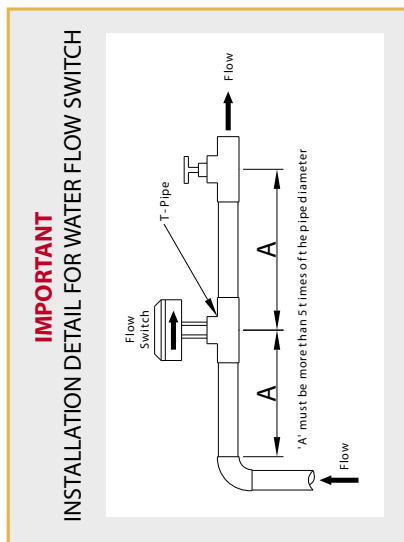 IMPORTANT
INSTALLATION DETAIL FOR WATER FLOW SWITCH
Flow
Switch
T-Pipe
Flow
A
A
'A' must be more than 5 times of the pipe diameter
Flow